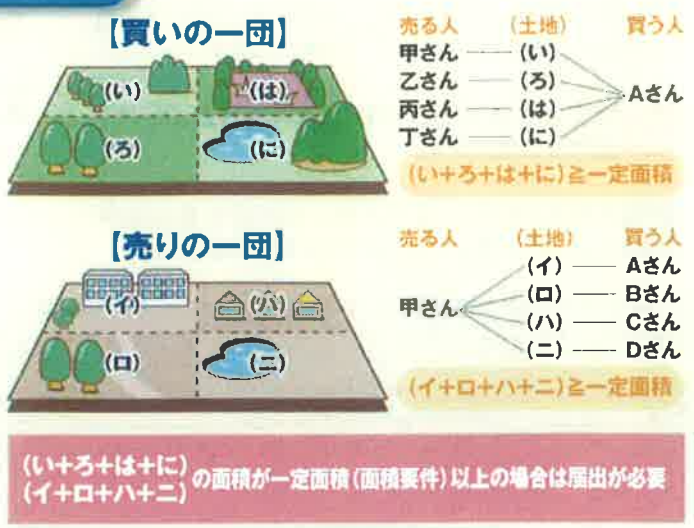 【買いの一団】
(い)
(は)
(ろ)
(に)
売る人 (土地) 買う人
甲さん (い)
乙さん (ろ)
丙さん (は)
丁さん (に)
Aさん
(い+ろ+は+に)≧一定面積
【売りの一団】
(イ)
(ハ)
(ロ)
(ニ)
売る人 (土地) 買う人
甲さん
(イ) Aさん
(ロ) Bさん
(ハ) Cさん
(ニ) Dさん
(イ+ロ+ハ+ニ)≧一定面積
(い+ろ+は+に)
(イ+ロ+ハ+ニ)
の面積が一定面積(面積要件)以上の場合は届出が必要